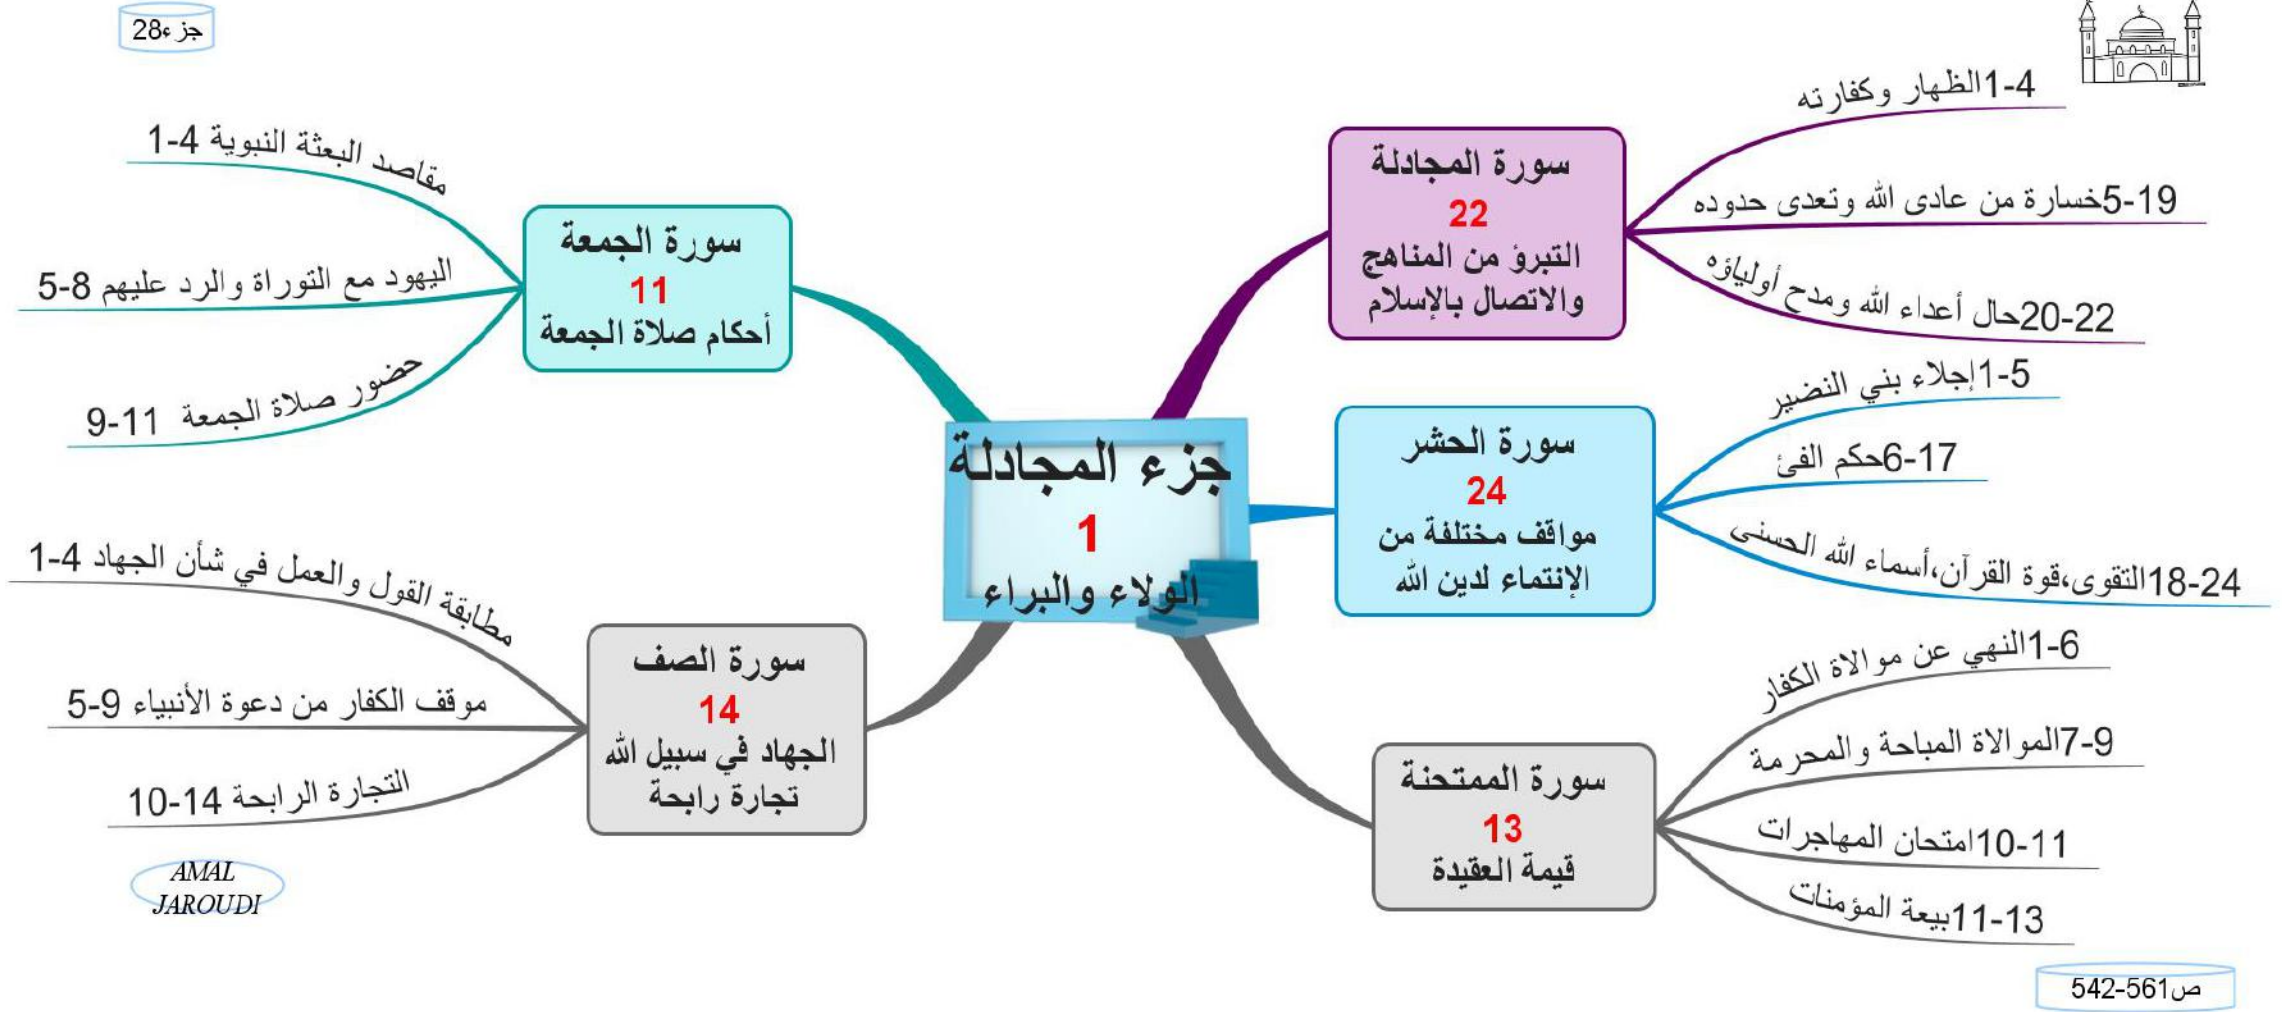 جزء28
جزء المجادلة
1
الولاء والبراء
سورة المجادلة
22
التبرؤ من المناهج
والاتصال بالإسلام
1-4الظهار وكفارته
5-19خسارة من عادى الله وتعدى حدوده
20-22حال أعداء الله ومدح أولياؤه
سورة الحشر
24
مواقف مختلفة من
الإنتماء لدين الله
1-5إجلاء بني النضير
6-17حكم الفئ
18-24التقوى،قوة القرآن،أسماء الله الحسنى
سورة الممتحنة
13
قيمة العقيدة
1-6النهي عن موالاة الكفار
7-9الموالاة المباحة والمحرمة
10-11امتحان المهاجرات
11-13بيعة المؤمنات
سورة الجمعة
11
أحكام صلاة الجمعة
مقاصد البعثة النبوية 1-4
اليهود مع التوراة والرد عليهم 5-8
حضور صلاة الجمعة 9-11
سورة الصف
14
الجهاد في سبيل الله
تجارة رابحة
مطابقة القول والعمل في شأن الجهاد 1-4
موقف الكفار من دعوة الأنبياء 5-9
التجارة الرابحة 10-14
AMAL
JAROUDI
ص542-561